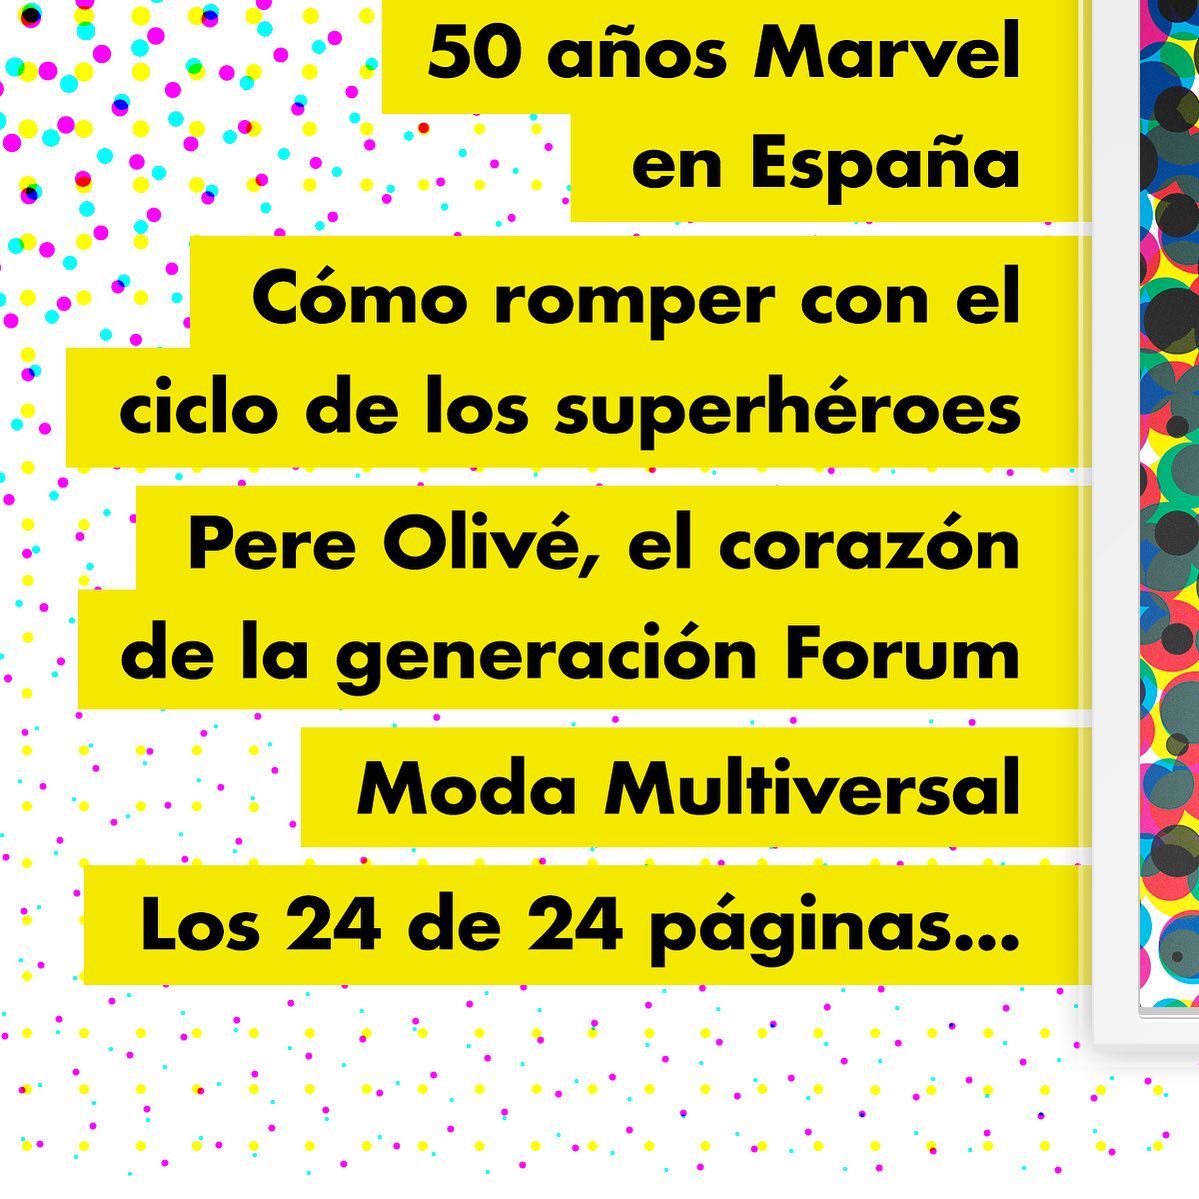 50 años Marvel
en España
Cómo romper con el
ciclo de los superhéroes
Pere Olivé, el corazón
de la generación Forum
Moda Multiversal
Los 24 de 24 páginas...